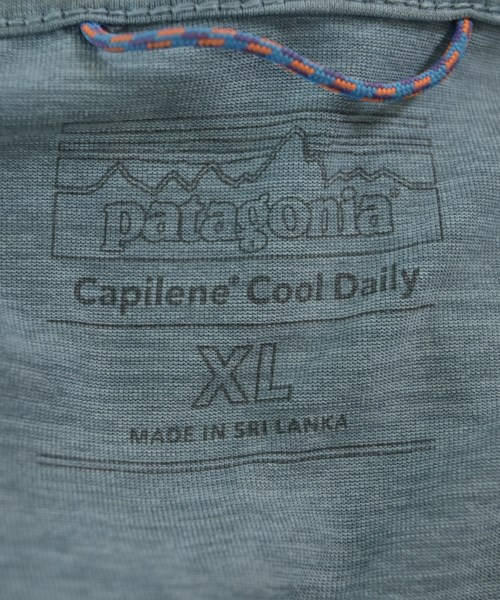 patagonia®
Capilene® Cool Daily
XL
MADE IN SRI LANKA